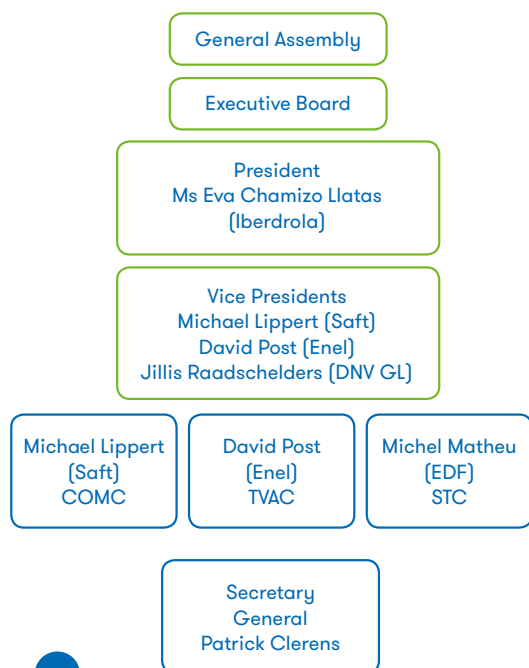 General Assembly
Executive Board
President
Ms Eva Chamizo Llatas
(Iberdrola)
Vice Presidents
Michael Lippert (Saft)
David Post (Enel)
Jillis Raadschelders (DNV GL)
Michael Lippert
(Saft)
COMC
David Post
(Enel)
TVAC
Michel Matheu
(EDF)
STC
Secretary
General
Patrick Clerens